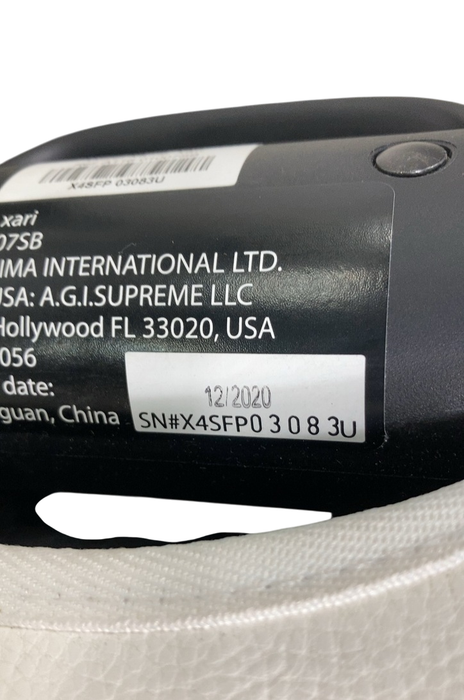 X4SFP 03083U
xari
07SB
IMA INTERNATIONAL LTD.
USA: A.G.I.SUPREME LLC
Hollywood FL 33020, USA
056
date:
12/2020
guan, China
SN#X4SFP03083U